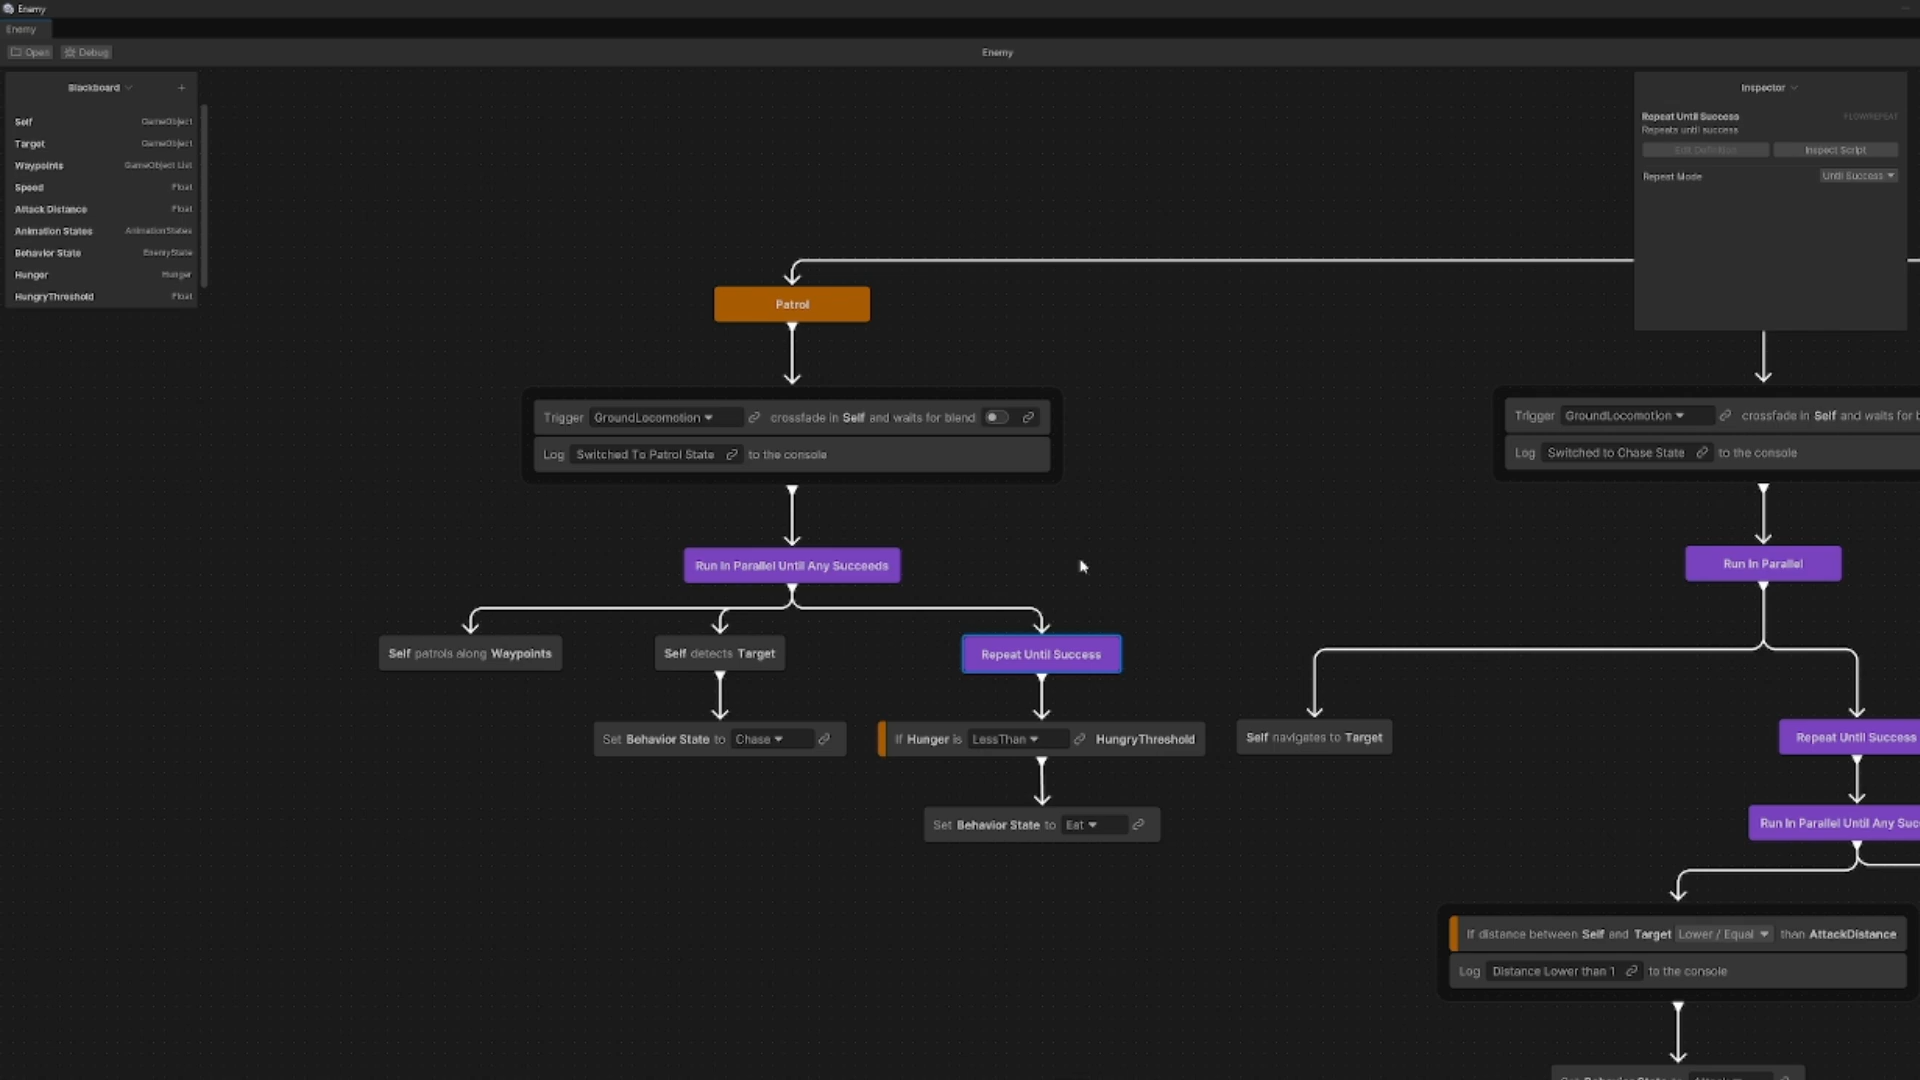 Enemy
Enemy
Open Debug
Enemy
Blackboard +
Self GameObject
Target GameObject
Waypoints GameObject List
Speed Float
Attack Distance Float
Animation States AnimationStates
Behavior State EnemyState
Hunger Hunger
HungryThreshold Float
Inspector
Repeat Until Success FLOW/REPEAT
Repeats until success
Edit Definition Inspect Script
Repeat Mode Until Success
Patrol
Trigger GroundLocomotion crossfade in Self and waits for blend
Log Switched To Patrol State to the console
Trigger GroundLocomotion crossfade in Self and waits for
Log Switched to Chase State to the console
Run In Parallel Until Any Succeeds
Run In Parallel
Self patrols along Waypoints
Self detects Target
Repeat Until Success
Set Behavior State to Chase
If Hunger is LessThan HungryThreshold
Self navigates to Target
Repeat Until Success
Set Behavior State to Eat
Run In Parallel Until Any Suc
If distance between Self and Target Lower / Equal than AttackDistance
Log Distance Lower than 1 to the console